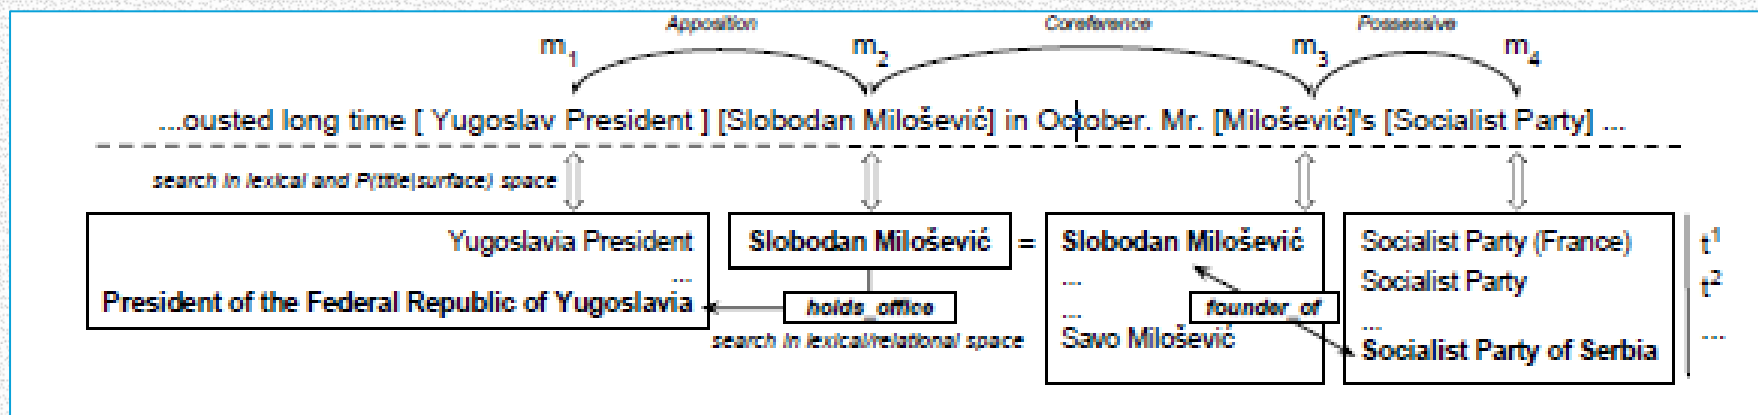 Apposition Coreference Possessive
m1 m2 m3 m4
...ousted long time [ Yugoslav President ] [Slobodan Milošević] in October. Mr. [Milošević]'s [Socialist Party] ...
search in lexical and P(title|surface) space
Yugoslavia President
...
President of the Federal Republic of Yugoslavia
Slobodan Milošević
=
holds_office
search in lexical/relational space
Slobodan Milošević
...
...
Savo Milošević
founder_of
Socialist Party (France)
Socialist Party
...
Socialist Party of Serbia
t1
t2
....